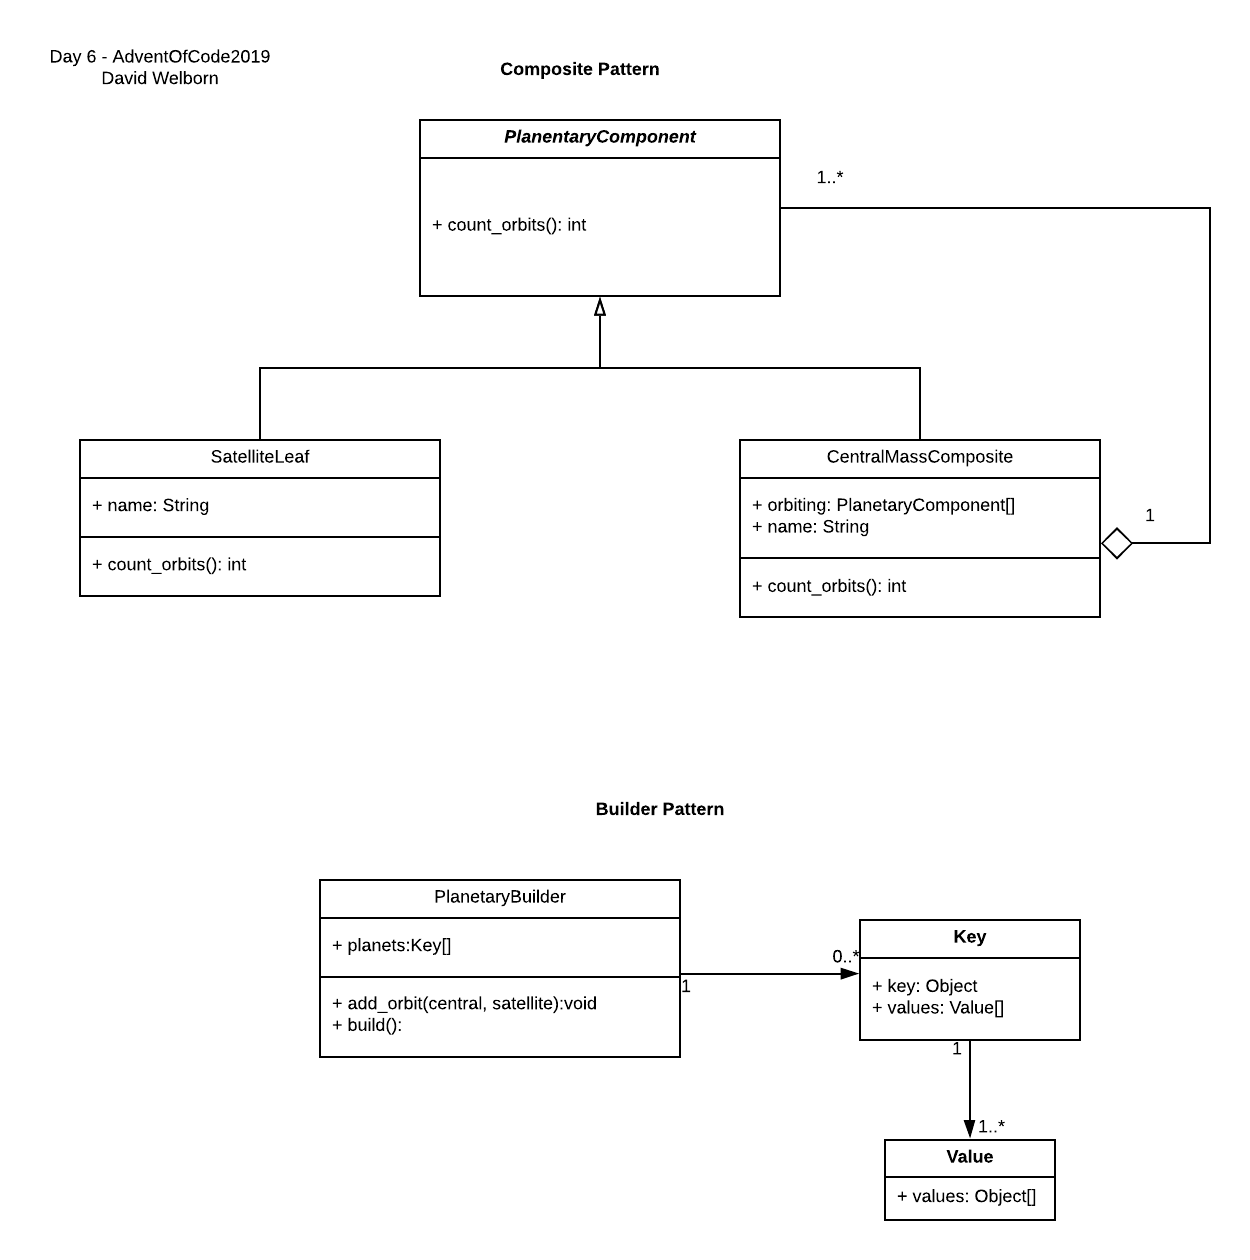 Day 6 - AdventOfCode2019
David Welborn
Composite Pattern
PlanentaryComponent
+ count_orbits(): int
1..*
SatelliteLeaf
+ name: String
+ count_orbits(): int
CentralMassComposite
+ orbiting: PlanetaryComponent[]
+ name: String
+ count_orbits(): int
1
Builder Pattern
PlanetaryBuilder
+ planets:Key[]
+ add_orbit(central, satellite):void
+ build():
1
0..*
Key
+ key: Object
+ values: Value[]
1
1..*
Value
+ values: Object[]